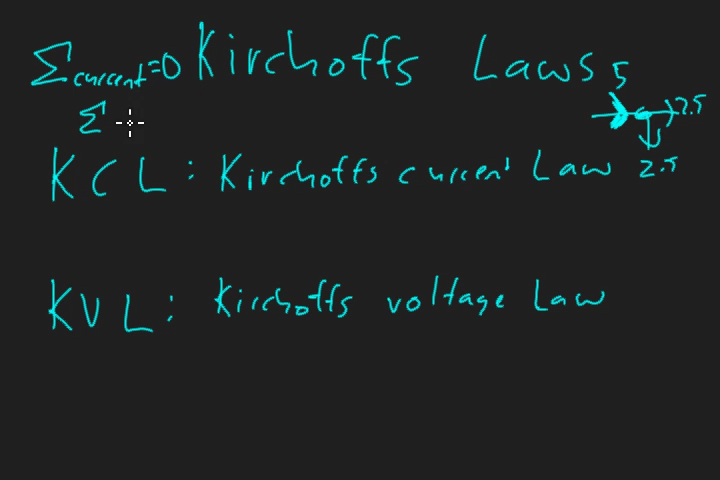 Σcurrent=0 Kirchoffs Laws
5
2.5
Σ
KCL: Kirchoffs current Law
2.5
KVL: Kirchoffs voltage Law